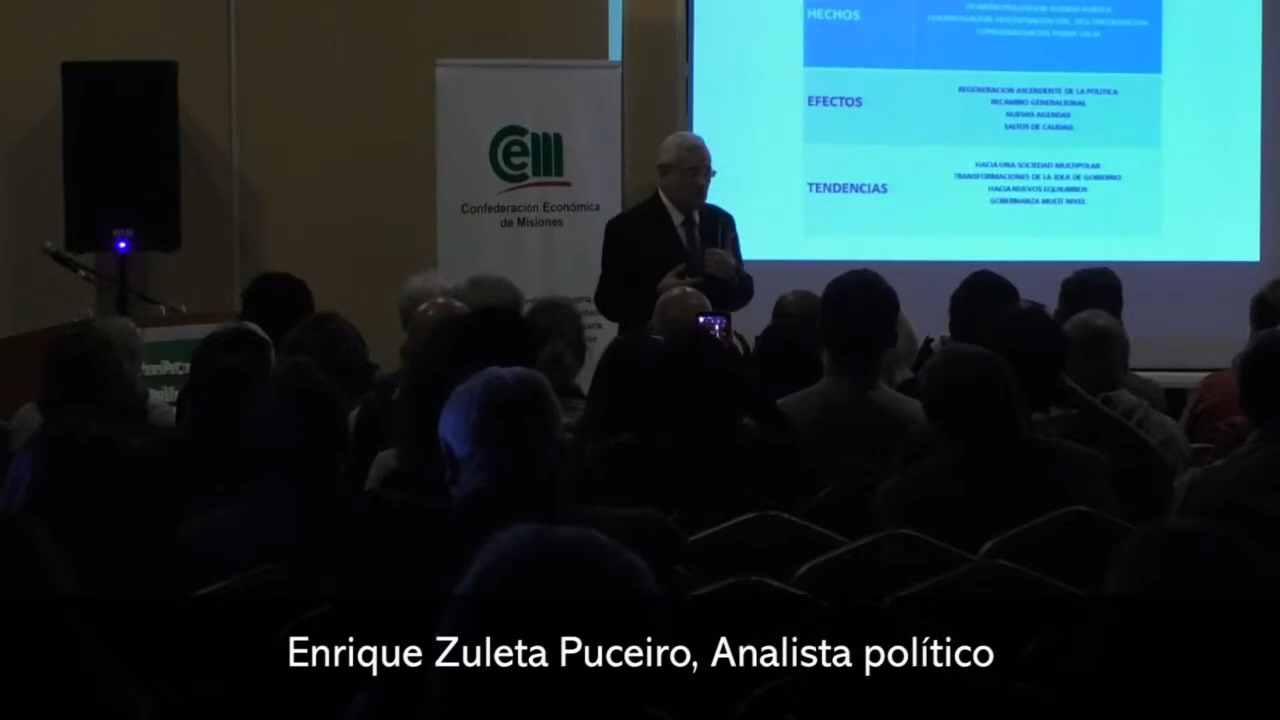 HECHOS
EFECTOS
REGENERACION ASCENDENTE DE LA POLITICA
RECAMBIO GENERACIONAL
NUEVAS AGENDAS
SALTOS DE CALIDAD
TENDENCIAS
HACIA UNA SOCIEDAD MULTIPOLAR
TRANSFORMACIONES DE LA IDEA DE GOBIERNO
HACIA NUEVOS EQUILIBRIOS
GOBERNANZA MULTI NIVEL
Cem
Confederación Económica
de Misiones
Enrique Zuleta Puceiro, Analista político